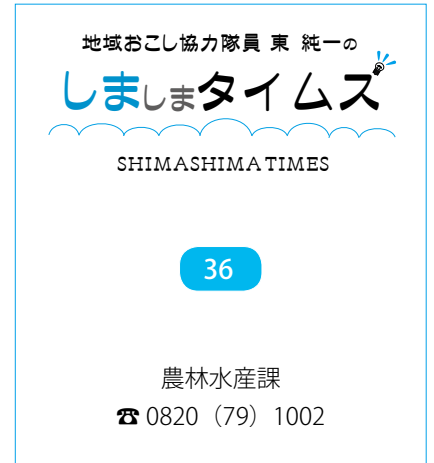 地域おこし協力隊員 東 純一の
しましまタイムズ
SHIMASHIMA TIMES
36
農林水産課
☎ 0820（79）1002